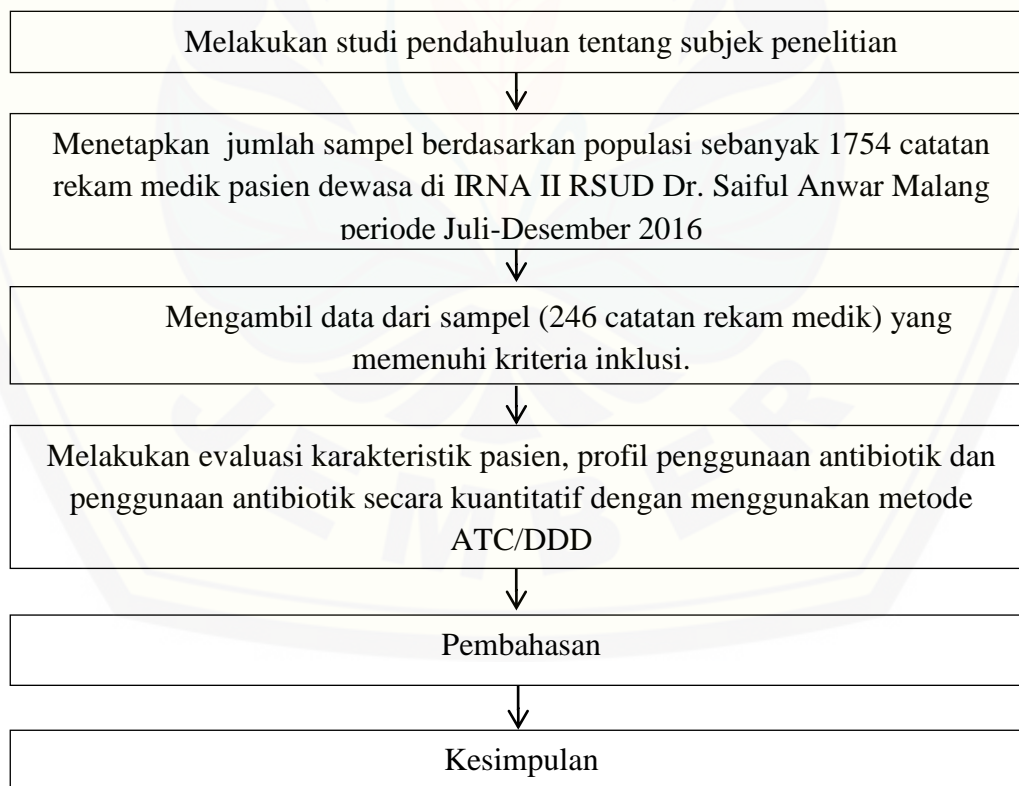 Melakukan studi pendahuluan tentang subjek penelitian
Menetapkan jumlah sampel berdasarkan populasi sebanyak 1754 catatan
rekam medik pasien dewasa di IRNA II RSUD Dr. Saiful Anwar Malang
periode Juli-Desember 2016
Mengambil data dari sampel (246 catatan rekam medik) yang
memenuhi kriteria inklusi.
Melakukan evaluasi karakteristik pasien, profil penggunaan antibiotik dan
penggunaan antibiotik secara kuantitatif dengan menggunakan metode
ATC/DDD
JEMBER
Pembahasan
Kesimpulan